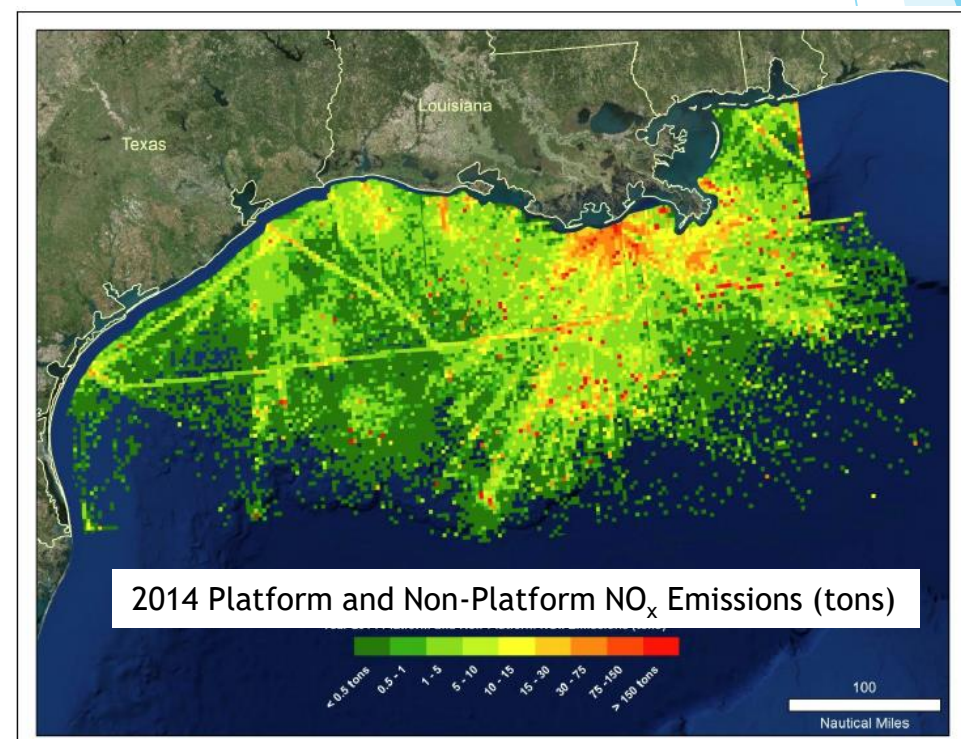 Texas
Louisiana
2014 Platform and Non-Platform NOₓ Emissions (tons)
< 0.5 tons
0.5 - 1
1 - 5
5 - 10
10 - 15
15 - 30
30 - 75
75 -150
> 150 tons
100
Nautical Miles